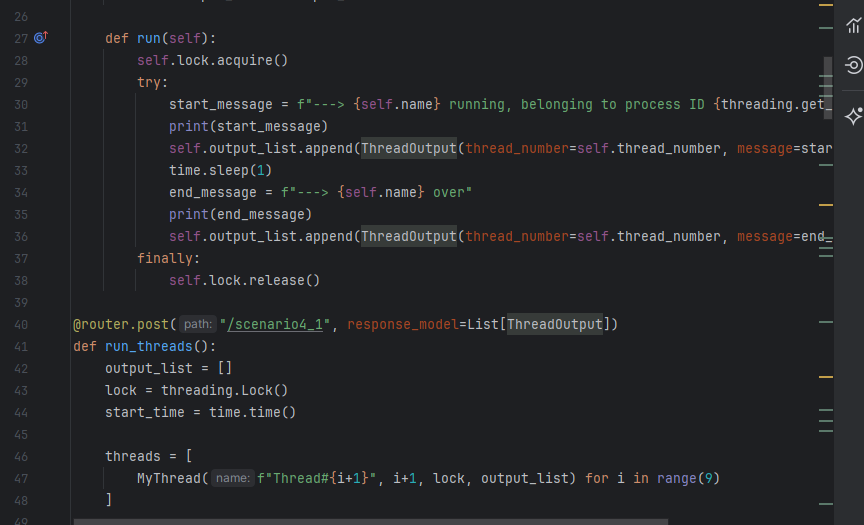 26
27 def run(self):
28 self.lock.acquire()
29 try:
30 start_message = f"---> {self.name} running, belonging to process ID {threading.get_
31 print(start_message)
32 self.output_list.append(ThreadOutput(thread_number=self.thread_number, message=star
33 time.sleep(1)
34 end_message = f"---> {self.name} over"
35 print(end_message)
36 self.output_list.append(ThreadOutput(thread_number=self.thread_number, message=end_
37 finally:
38 self.lock.release()
39
40 @router.post( path: "/scenario4_1", response_model=List[ThreadOutput])
41 def run_threads():
42 output_list = []
43 lock = threading.Lock()
44 start_time = time.time()
45
46 threads = [
47 MyThread( name: f"Thread#{i+1}", i+1, lock, output_list) for i in range(9)
48 ]
49